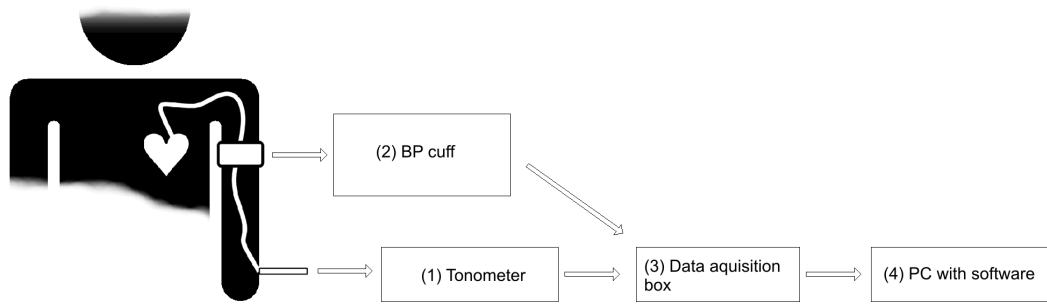 (2) BP cuff
(1) Tonometer
(3) Data aquisition
box
(4) PC with software